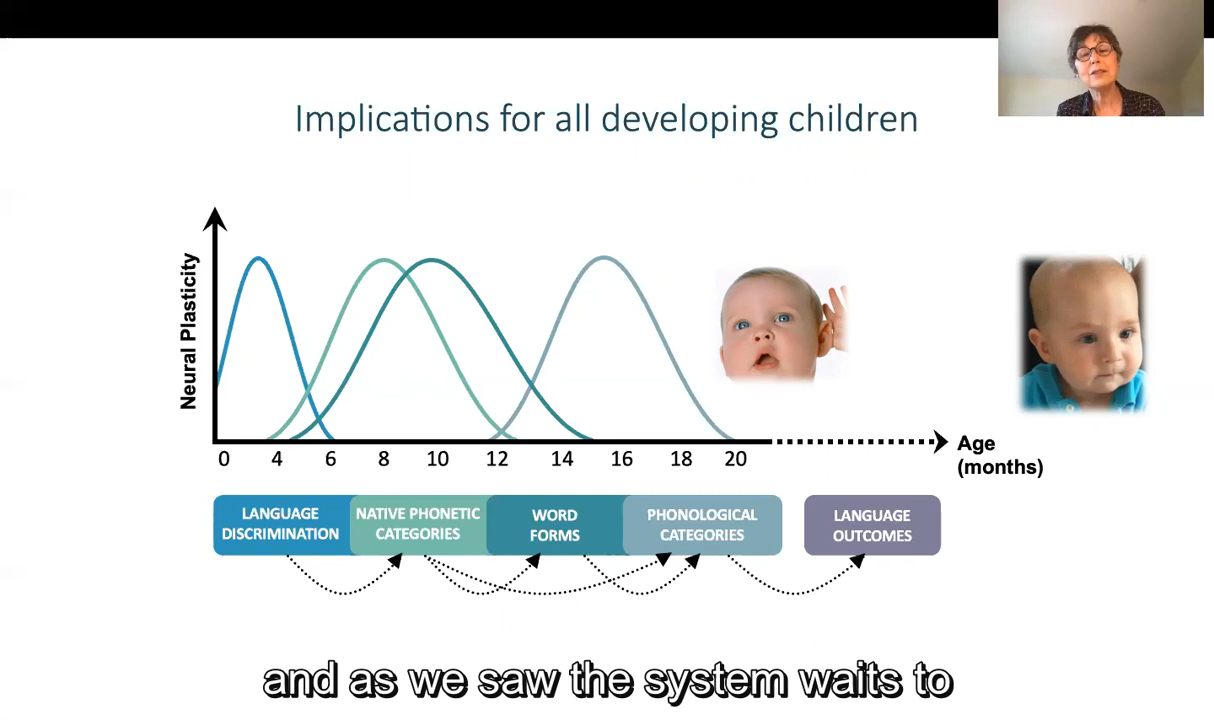 Implications for all developing children
Neural Plasticity
0 4 6 8 10 12 14 16 18 20
Age
(months)
LANGUAGE
DISCRIMINATION
NATIVE PHONETIC
CATEGORIES
WORD
FORMS
PHONOLOGICAL
CATEGORIES
LANGUAGE
OUTCOMES
and as we saw the system waits to